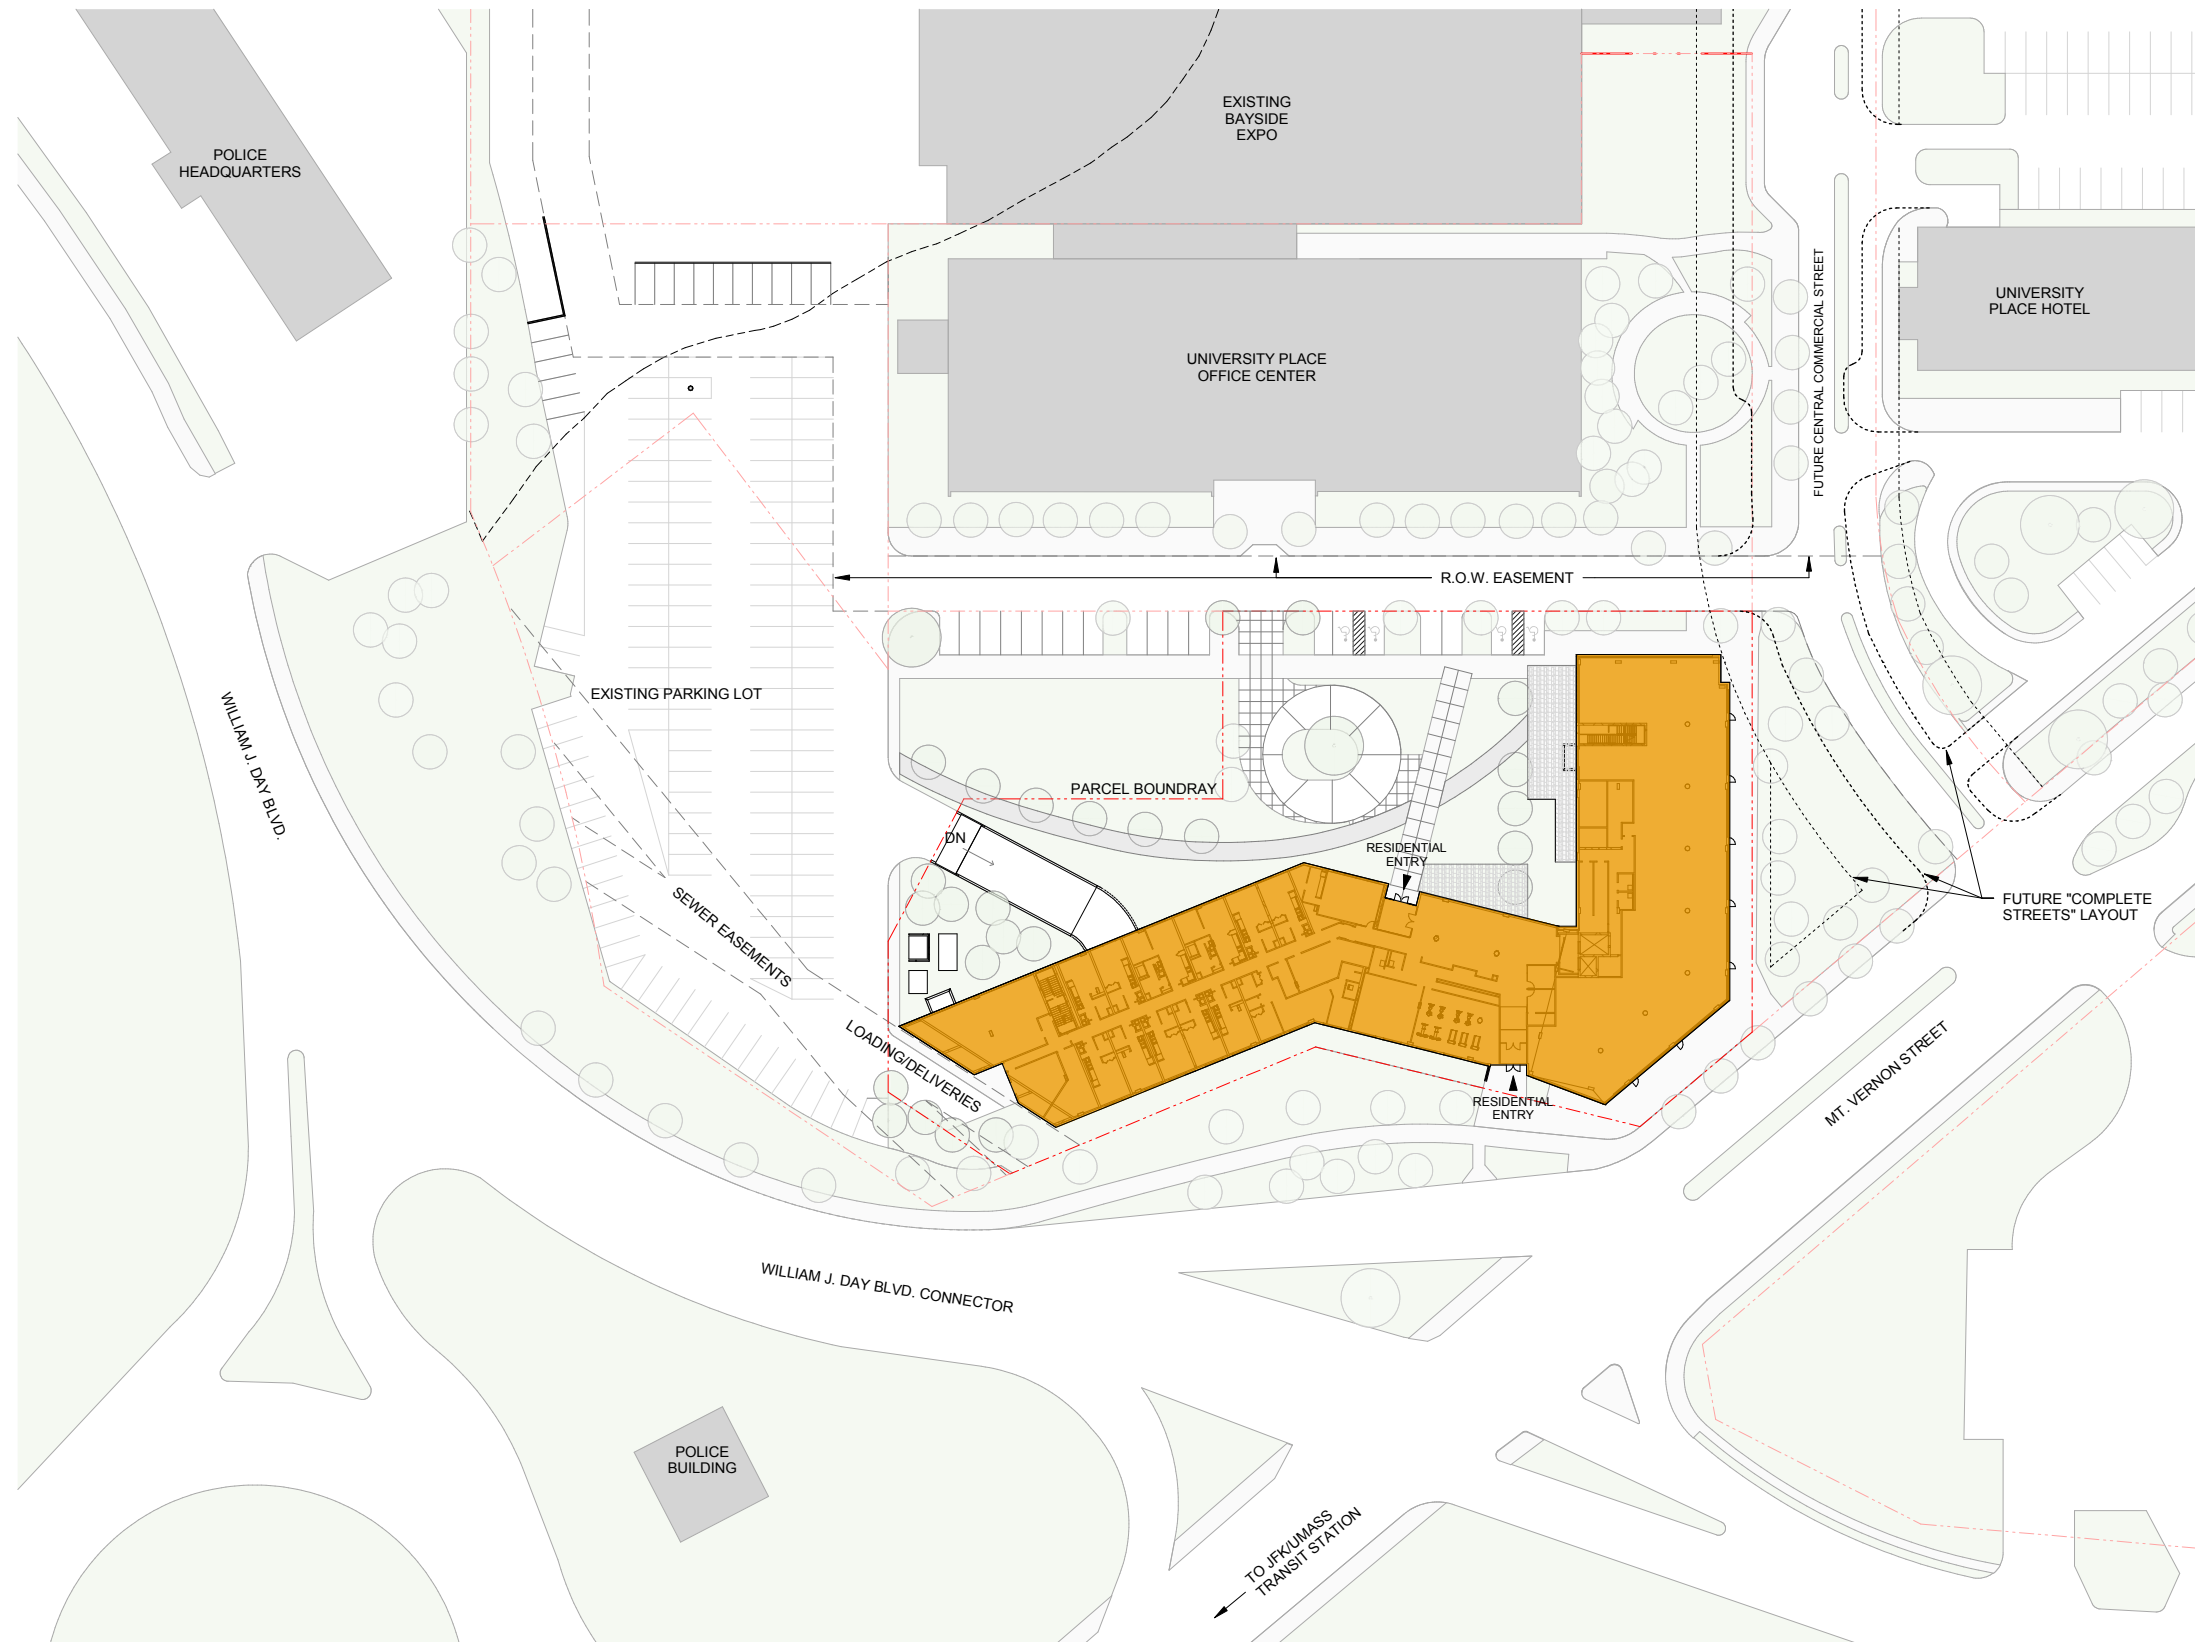 EXISTING
BAYSIDE
EXPO
POLICE
HEADQUARTERS
UNIVERSITY
PLACE HOTEL
FUTURE CENTRAL COMMERCIAL STREET
UNIVERSITY PLACE
OFFICE CENTER
R.O.W. EASEMENT
EXISTING PARKING LOT
WILLIAM J. DAY BLVD.
PARCEL BOUNDRAY
DN
RESIDENTIAL
ENTRY
SEWER EASEMENTS
FUTURE "COMPLETE
STREETS" LAYOUT
LOADING/DELIVERIES
RESIDENTIAL
ENTRY
MT. VERNON STREET
WILLIAM J. DAY BLVD. CONNECTOR
POLICE
BUILDING
TO JFK/UMASS
TRANSIT STATION